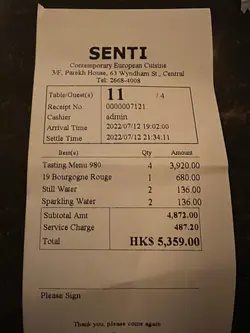 SENTI
Contemporary European Cuisine
3/F, Parekh House, 63 Wyndham St., Central
Tel: 2668-4008
Table/Guest(s) 11 / 4
Receipt No. 0000007121
Cashier admin
Arrival Time 2022/07/12 19:02:00
Settle Time 2022/07/12 21:34:11
Item(s) Qty Amount
Tasting Menu 980 4 3,920.00
19 Bourgogne Rouge 1 680.00
Still Water 2 136.00
Sparkling Water 2 136.00
Subtotal Amt 4,872.00
Service Charge 487.20
Total HK$ 5,359.00
Please Sign
Thank you, please come again